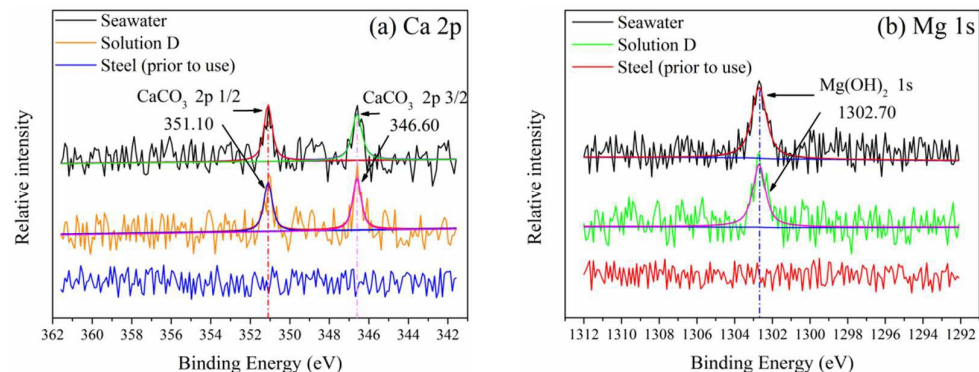 Seawater
Solution D
Steel (prior to use)
(a) Ca 2p
CaCO₃ 2p 1/2
351.10
CaCO₃ 2p 3/2
346.60
Relative intensity
362 360 358 356 354 352 350 348 346 344 342
Binding Energy (eV)
Seawater
Solution D
Steel (prior to use)
(b) Mg 1s
Mg(OH)₂ 1s
1302.70
Relative intensity
1312 1310 1308 1306 1304 1302 1300 1298 1296 1294 1292
Binding Energy (eV)